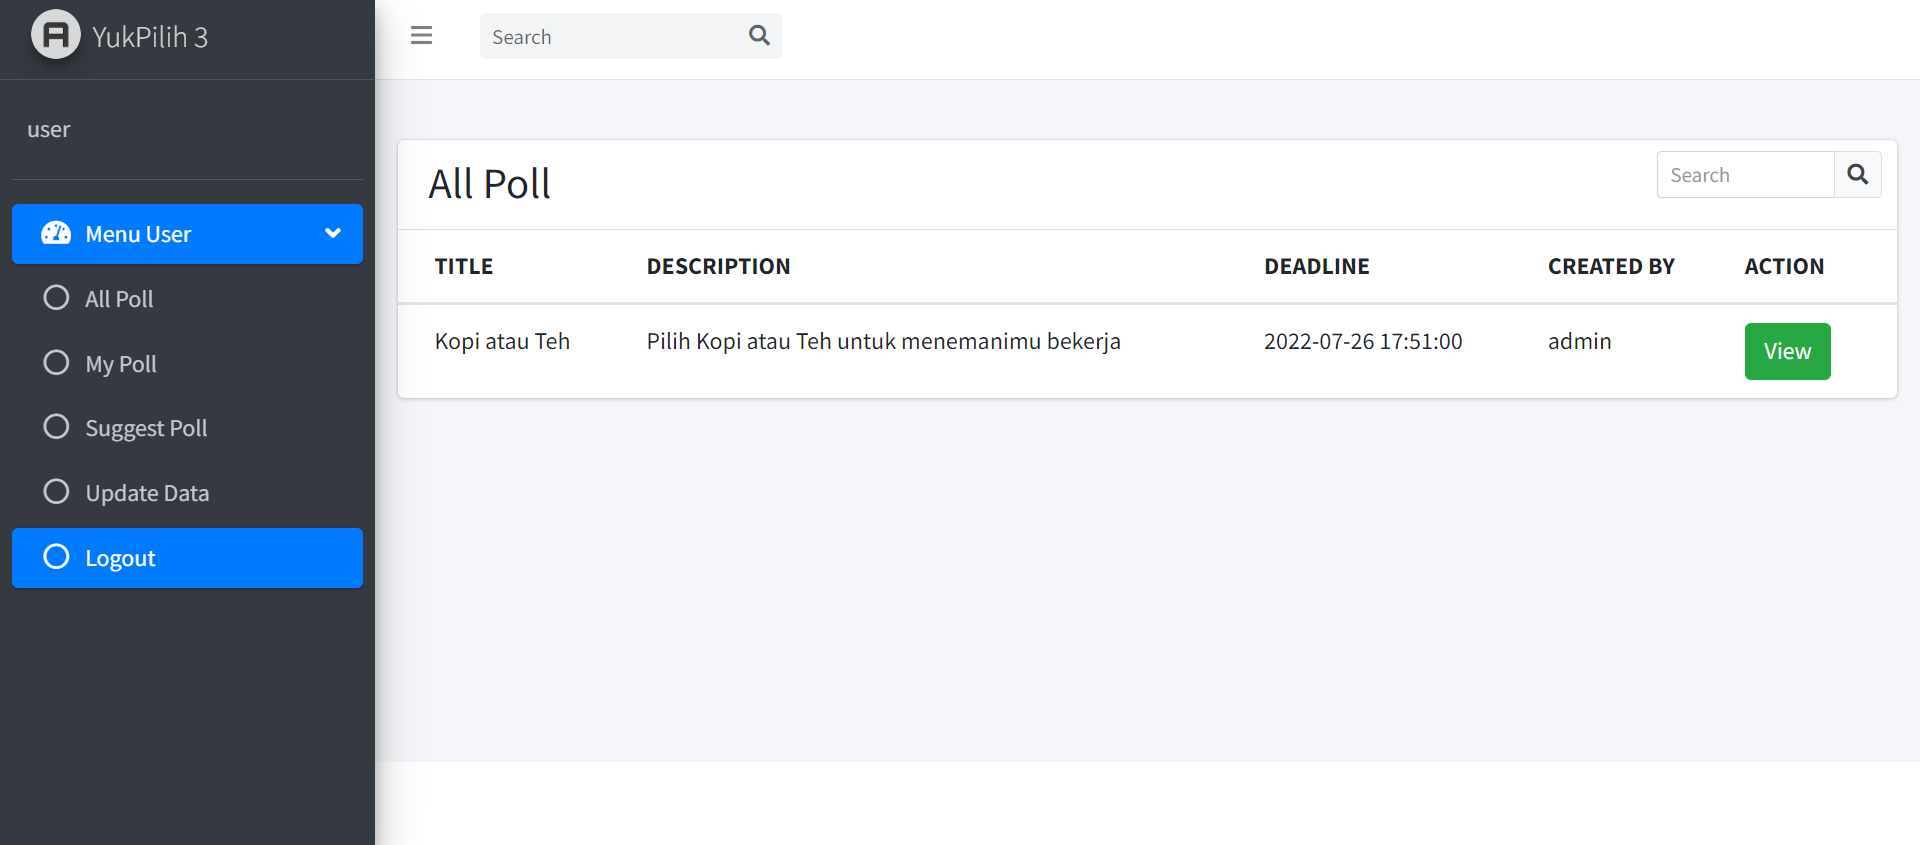 YukPilih 3
Search
user
Menu User
All Poll
My Poll
Suggest Poll
Update Data
Logout
All Poll
Search
TITLE DESCRIPTION DEADLINE CREATED BY ACTION
Kopi atau Teh Pilih Kopi atau Teh untuk menemanimu bekerja 2022-07-26 17:51:00 admin View